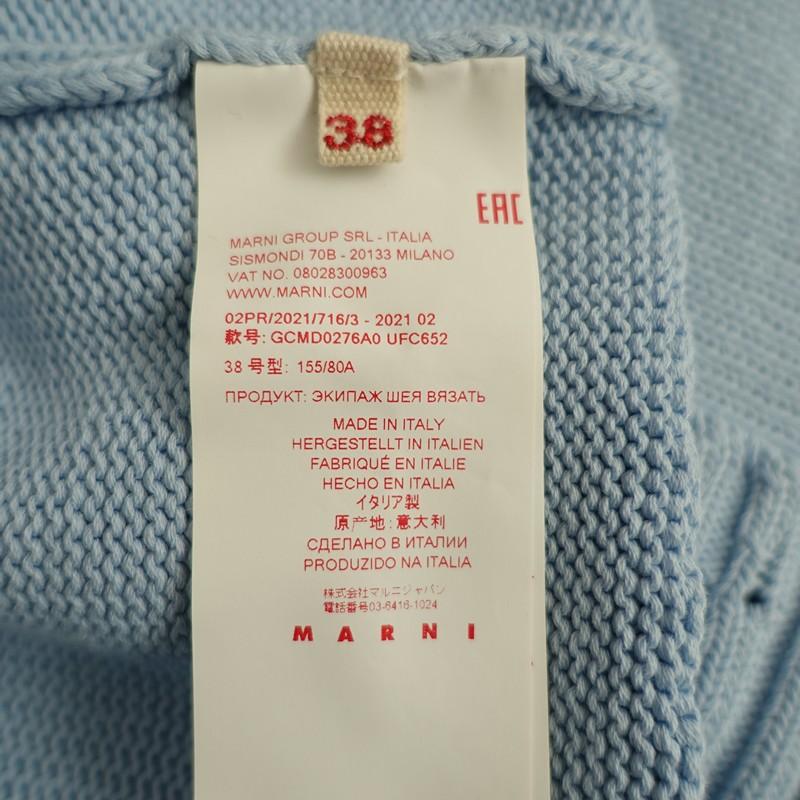 38
EAC
MARNI GROUP SRL - ITALIA
SISMONDI 70B - 20133 MILANO
VAT NO. 08028300963
WWW.MARNI.COM
02PR/2021/716/3 - 2021 02
款号: GCMD0276A0 UFC652
38 号型: 155/80A
ПРОДУКТ: ЭКИПАЖ ШЕЯ ВЯЗАТЬ
MADE IN ITALY
HERGESTELLT IN ITALIEN
FABRIQUÉ EN ITALIE
HECHO EN ITALIA
イタリア製
原产地: 意大利
СДЕЛАНО В ИТАЛИИ
PRODUZIDO NA ITALIA
株式会社マルニジャパン
電話番号03-6416-1024
MARNI